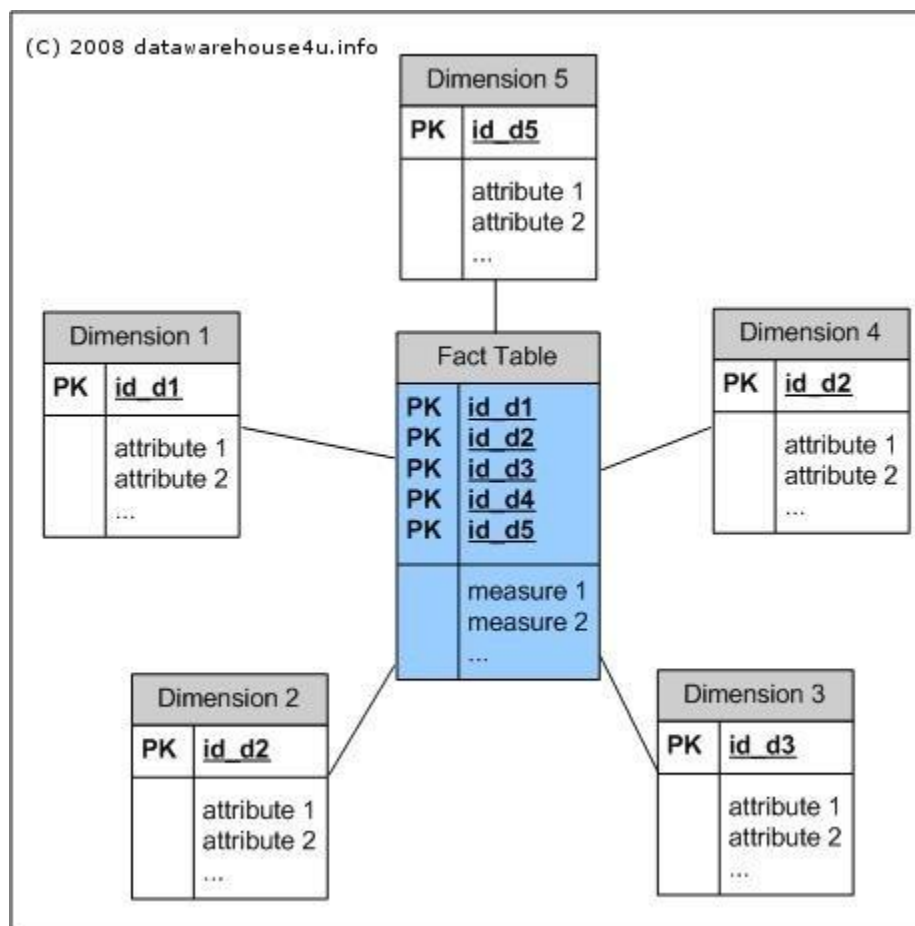 (C) 2008 datawarehouse4u.info
Dimension 5
PK id_d5
attribute 1
attribute 2
...
Dimension 1
PK id_d1
attribute 1
attribute 2
...
Fact Table
PK id_d1
PK id_d2
PK id_d3
PK id_d4
PK id_d5
measure 1
measure 2
...
Dimension 4
PK id_d2
attribute 1
attribute 2
...
Dimension 2
PK id_d2
attribute 1
attribute 2
...
Dimension 3
PK id_d3
attribute 1
attribute 2
...